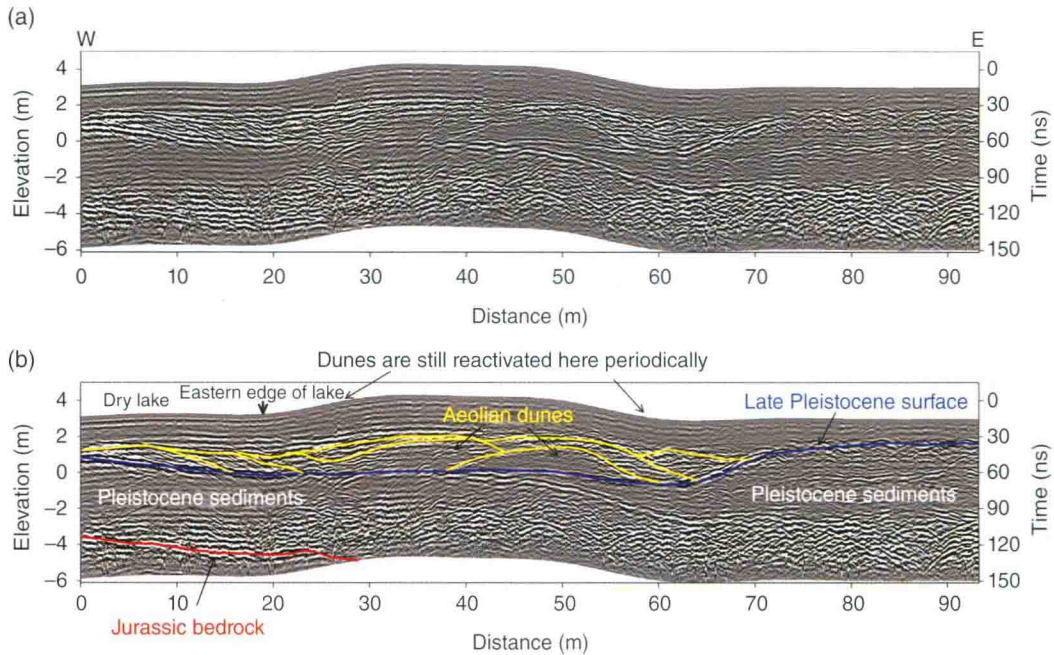 (a)
W E
4 0
2 30
0 60
−2 90
−4 120
−6 150
Elevation (m)
Time (ns)
0 10 20 30 40 50 60 70 80 90
Distance (m)
(b)
Dunes are still reactivated here periodically
Dry lake
Eastern edge of lake
Aeolian dunes
Late Pleistocene surface
4 0
2 30
0 60
−2 90
−4 120
−6 150
Elevation (m)
Time (ns)
Pleistocene sediments
Pleistocene sediments
0 10 20 30 40 50 60 70 80 90
Jurassic bedrock
Distance (m)